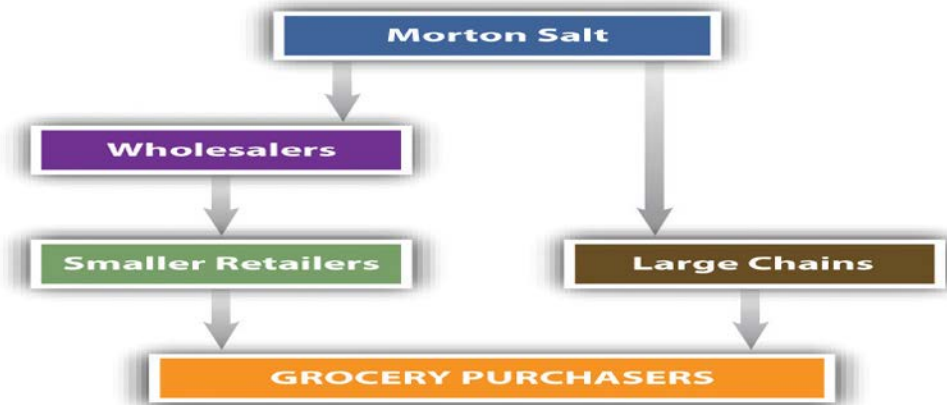 Morton Salt
Wholesalers
Smaller Retailers
Large Chains
GROCERY PURCHASERS